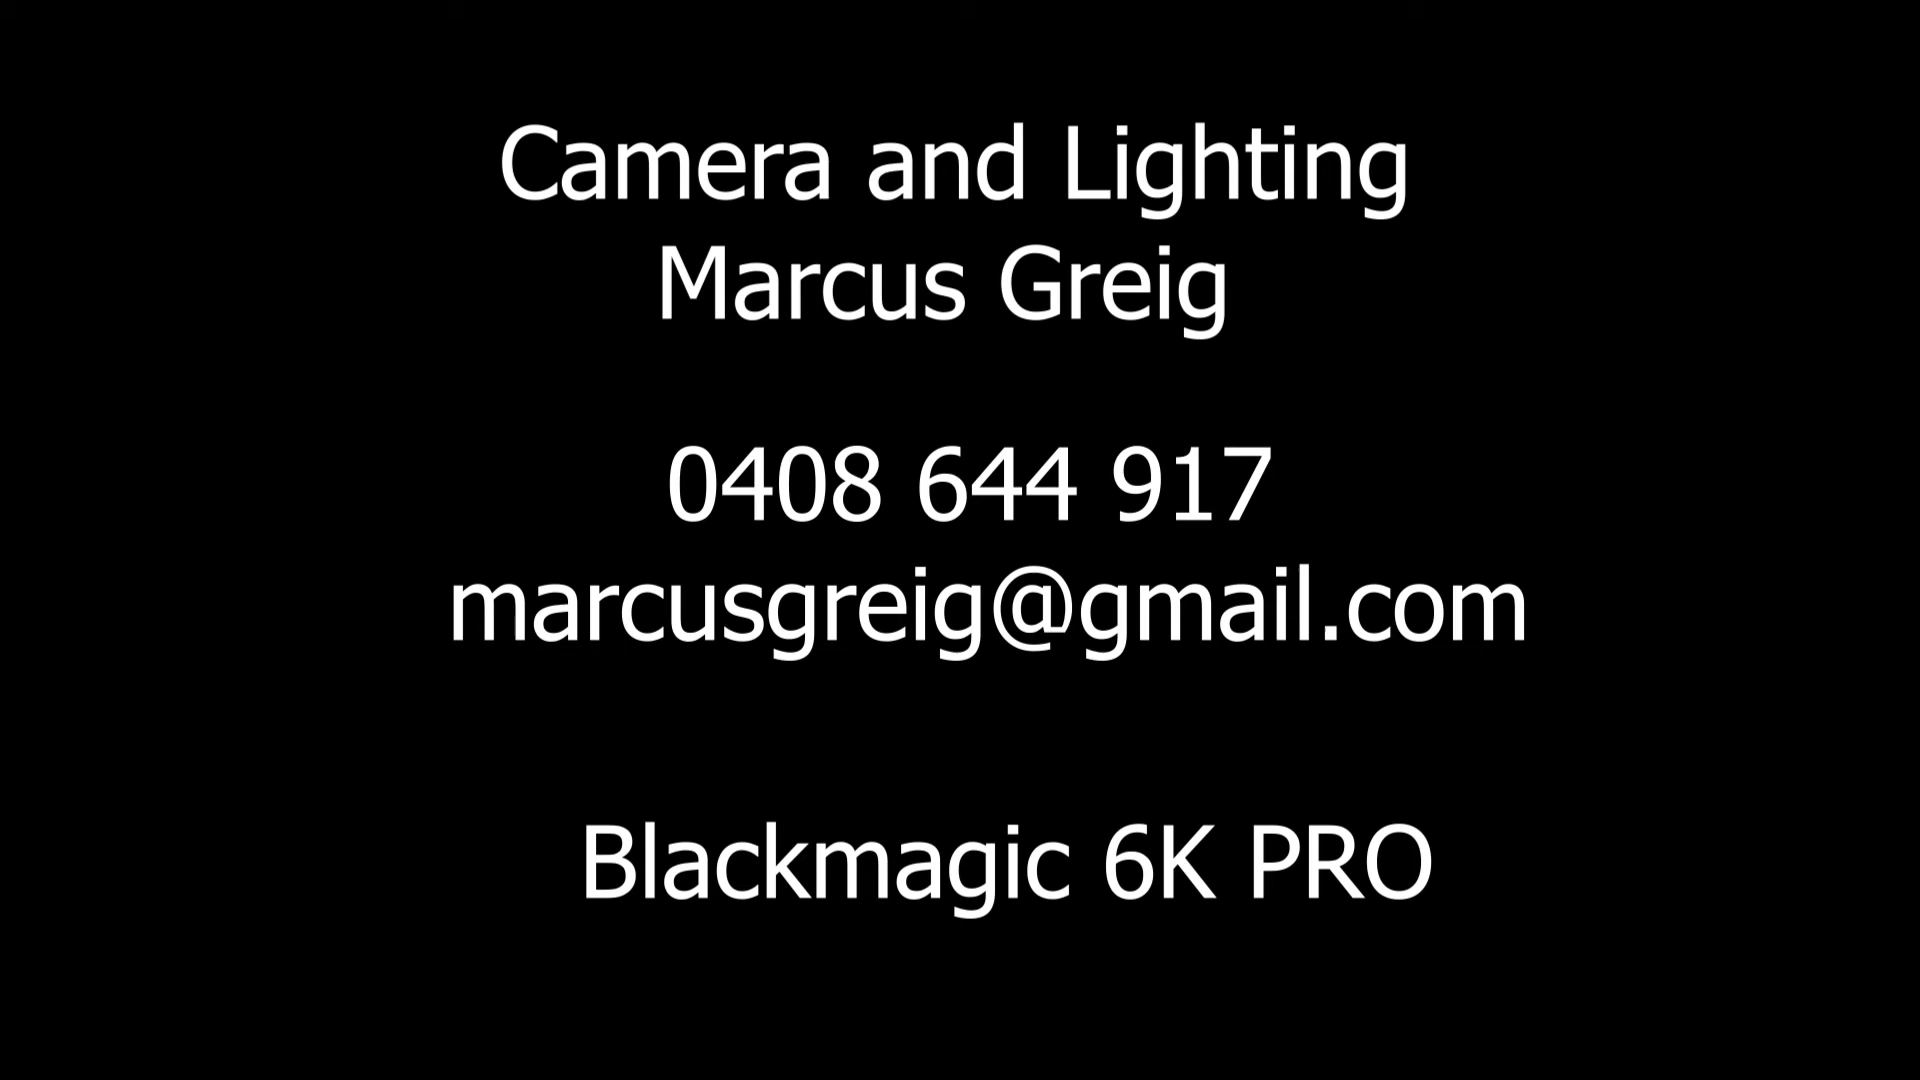 Camera and Lighting
Marcus Greig
0408 644 917
marcusgreig@gmail.com
Blackmagic 6K PRO